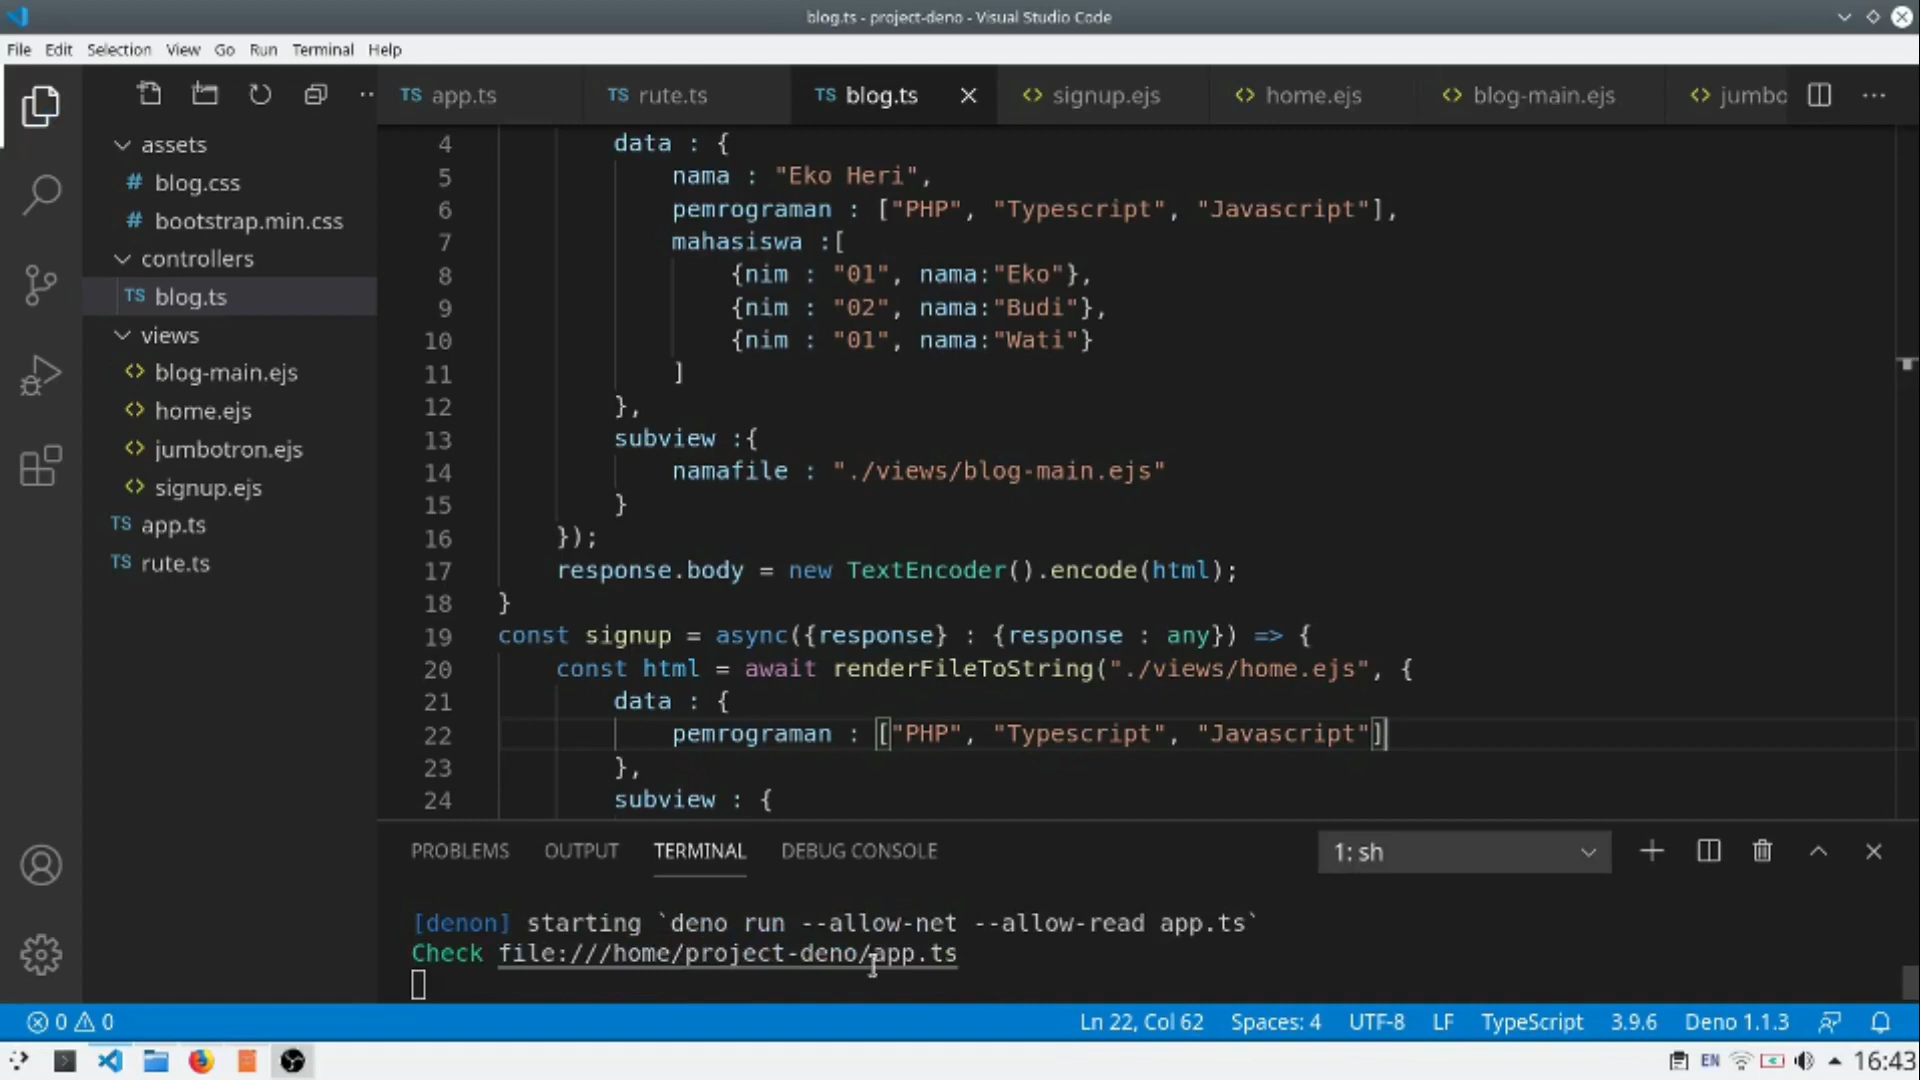 blog.ts - project-deno - Visual Studio Code
File Edit Selection View Go Run Terminal Help
TS app.ts TS rute.ts TS blog.ts signup.ejs home.ejs blog-main.ejs jumbo
assets
# blog.css
# bootstrap.min.css
controllers
TS blog.ts
views
blog-main.ejs
home.ejs
jumbotron.ejs
signup.ejs
TS app.ts
TS rute.ts
4 data : {
5 nama : "Eko Heri",
6 pemrograman : ["PHP", "Typescript", "Javascript"],
7 mahasiswa :[
8 {nim : "01", nama:"Eko"},
9 {nim : "02", nama:"Budi"},
10 {nim : "01", nama:"Wati"}
11 ]
12 },
13 subview :{
14 namafile : "./views/blog-main.ejs"
15 }
16 });
17 response.body = new TextEncoder().encode(html);
18 }
19 const signup = async({response} : {response : any}) => {
20 const html = await renderFileToString("./views/home.ejs", {
21 data : {
22 pemrograman : ["PHP", "Typescript", "Javascript"]
23 },
24 subview : {
PROBLEMS OUTPUT TERMINAL DEBUG CONSOLE 1: sh
[denon] starting `deno run --allow-net --allow-read app.ts`
Check file:///home/project-deno/app.ts
0 0 Ln 22, Col 62 Spaces: 4 UTF-8 LF TypeScript 3.9.6 Deno 1.1.3
EN 16:43